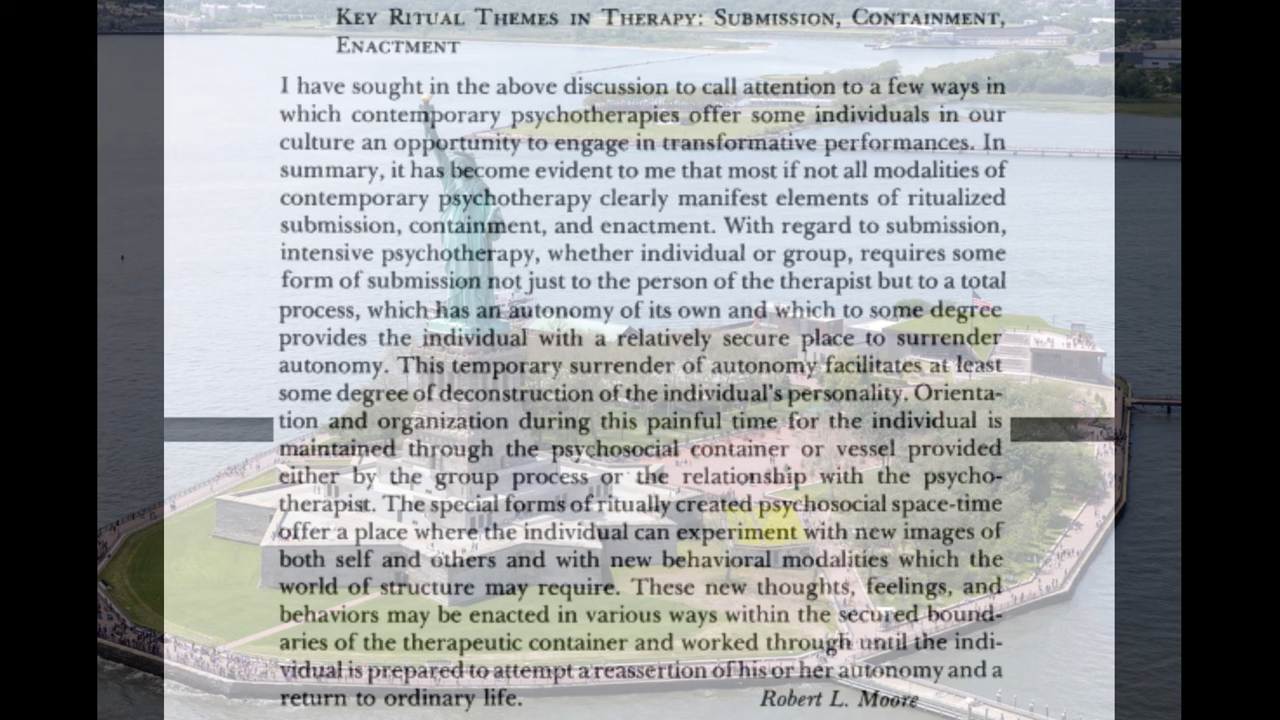 Key Ritual Themes in Therapy: Submission, Containment,
Enactment
I have sought in the above discussion to call attention to a few ways in
which contemporary psychotherapies offer some individuals in our
culture an opportunity to engage in transformative performances. In
summary, it has become evident to me that most if not all modalities of
contemporary psychotherapy clearly manifest elements of ritualized
submission, containment, and enactment. With regard to submission,
intensive psychotherapy, whether individual or group, requires some
form of submission not just to the person of the therapist but to a total
process, which has an autonomy of its own and which to some degree
provides the individual with a relatively secure place to surrender
autonomy. This temporary surrender of autonomy facilitates at least
some degree of deconstruction of the individual's personality. Orienta-
tion and organization during this painful time for the individual is
maintained through the psychosocial container or vessel provided
either by the group process or the relationship with the psycho-
therapist. The special forms of ritually created psychosocial space-time
offer a place where the individual can experiment with new images of
both self and others and with new behavioral modalities which the
world of structure may require. These new thoughts, feelings, and
behaviors may be enacted in various ways within the secured bound-
aries of the therapeutic container and worked through until the indi-
vidual is prepared to attempt a reassertion of his or her autonomy and a
return to ordinary life. Robert L. Moore